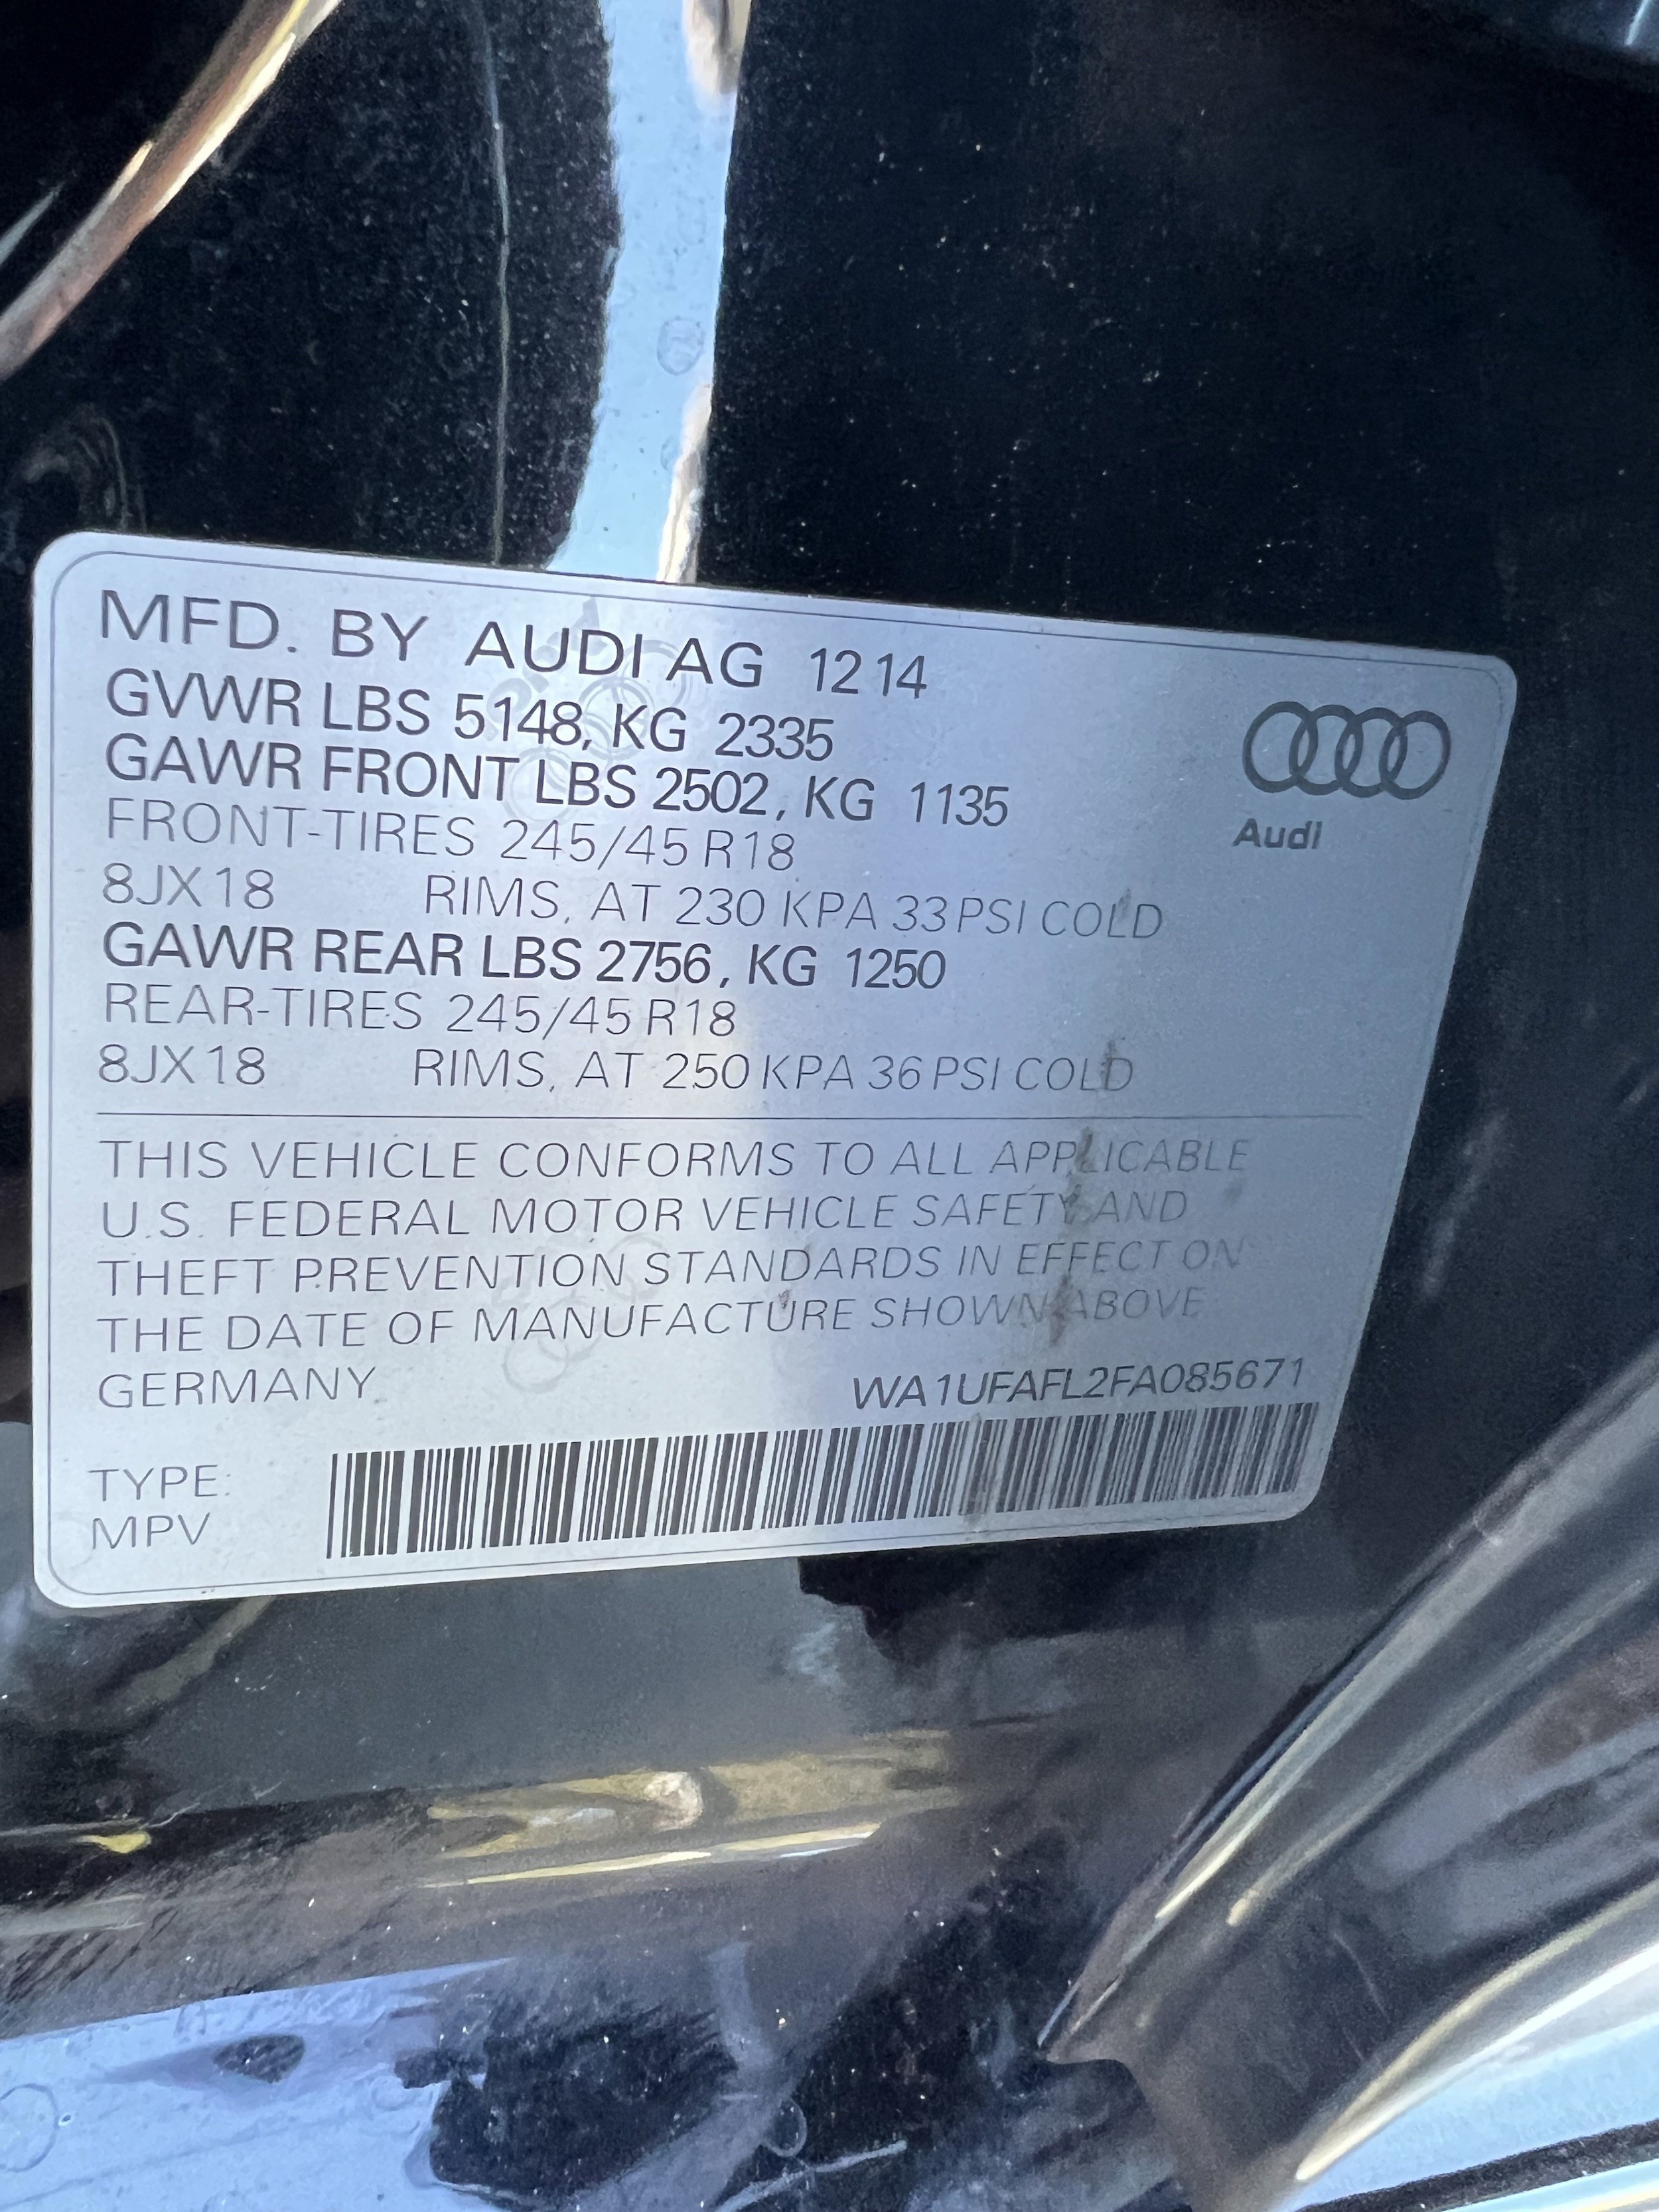 MFD. BY AUDI AG 12 14
GVWR LBS 5148, KG 2335
GAWR FRONT LBS 2502, KG 1135
FRONT-TIRES 245/45 R18
8JX18 RIMS, AT 230 KPA 33 PSI COLD
GAWR REAR LBS 2756, KG 1250
REAR-TIRES 245/45 R18
8JX18 RIMS, AT 250 KPA 36 PSI COLD
Audi
THIS VEHICLE CONFORMS TO ALL APPLICABLE
U.S. FEDERAL MOTOR VEHICLE SAFETY AND
THEFT PREVENTION STANDARDS IN EFFECT ON
THE DATE OF MANUFACTURE SHOWN ABOVE
GERMANY WA1UFAFL2FA085671
TYPE:
MPV